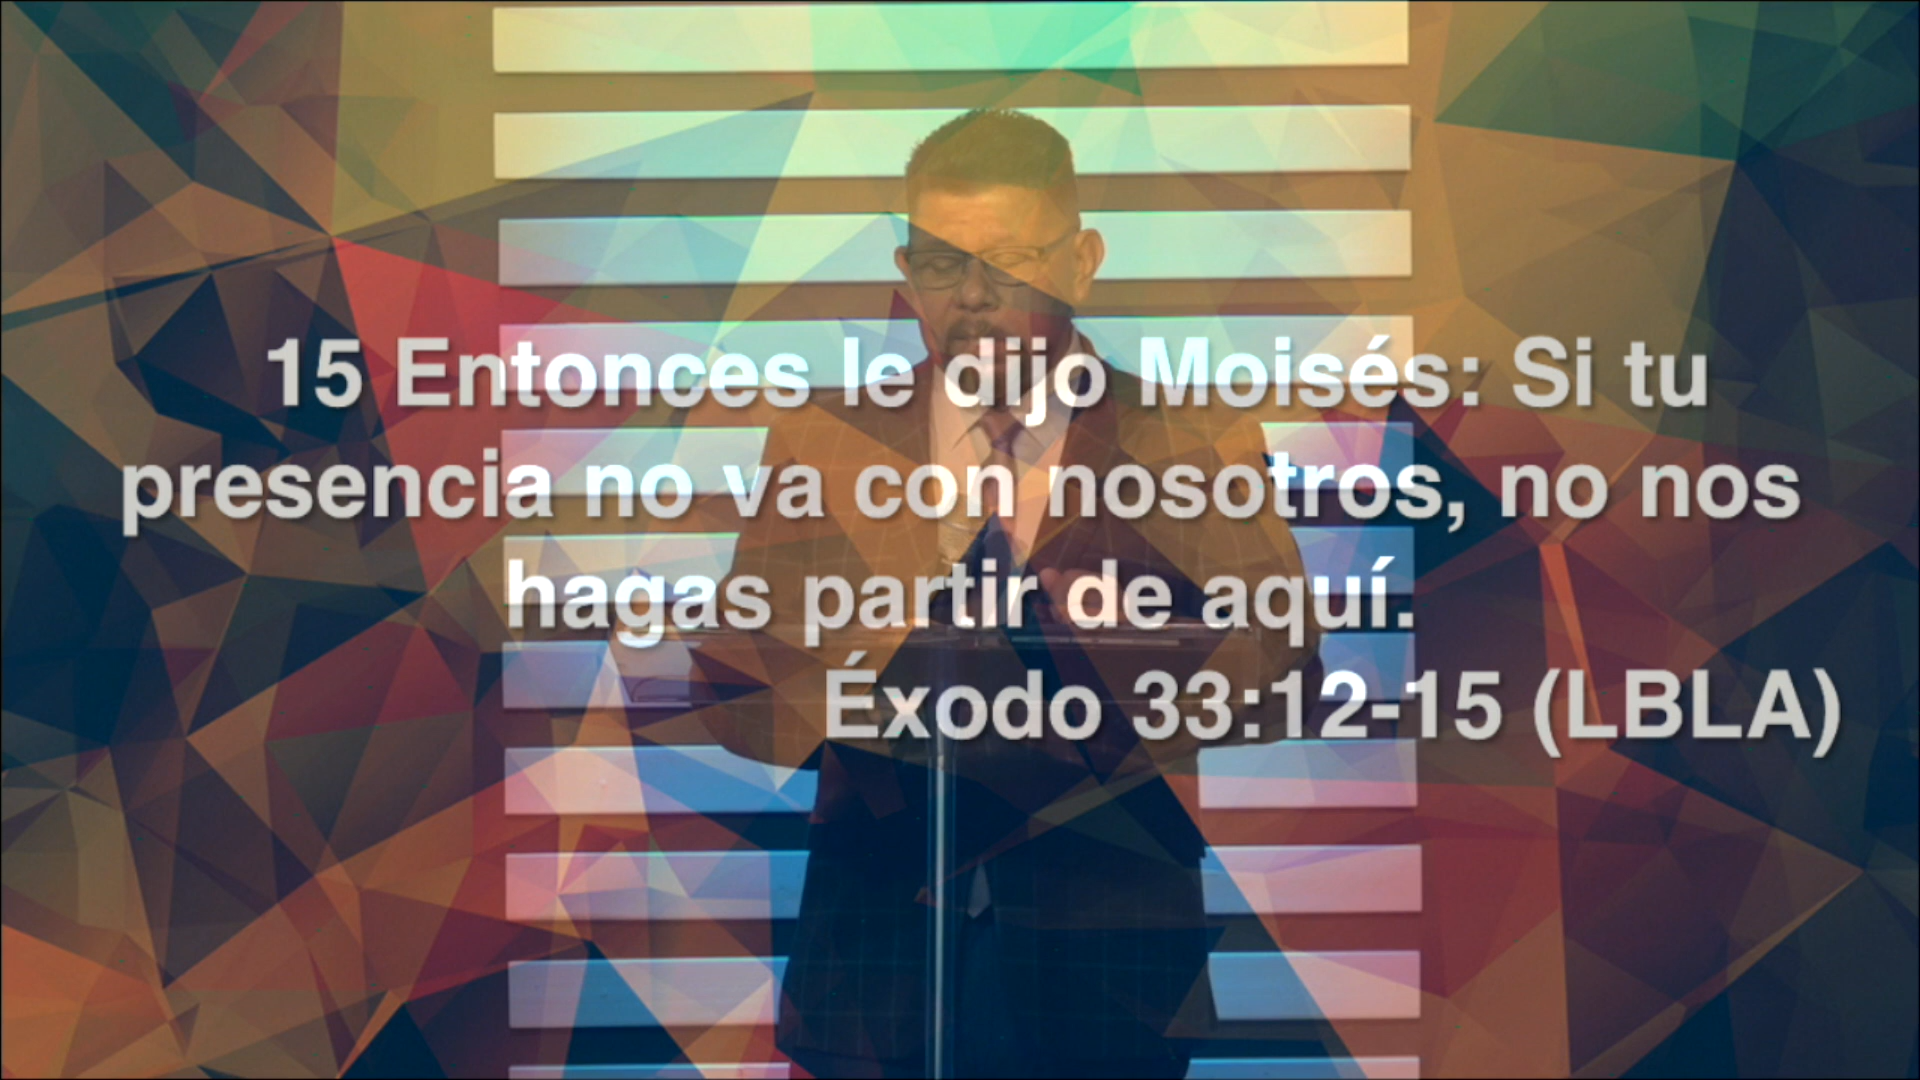 15 Entonces le dijo Moisés: Si tu
presencia no va con nosotros, no nos
hagas partir de aquí.
Éxodo 33:12-15 (LBLA)